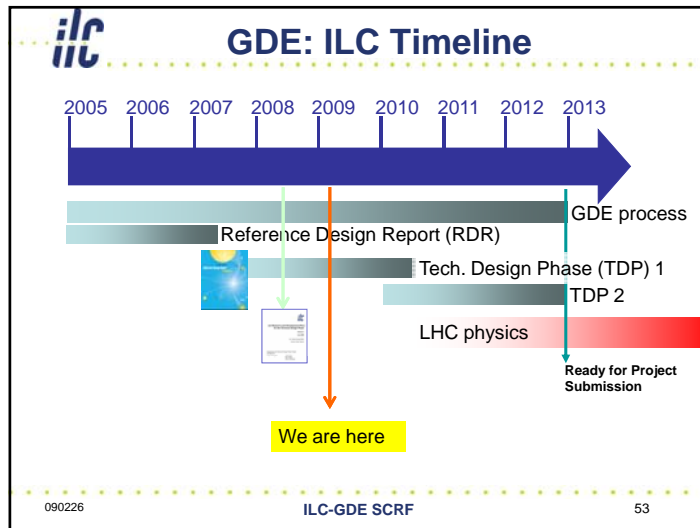 ilc
GDE: ILC Timeline
2005 2006 2007 2008 2009 2010 2011 2012 2013
GDE process
Reference Design Report (RDR)
Tech. Design Phase (TDP) 1
TDP 2
LHC physics
Ready for Project
Submission
We are here
090226
ILC-GDE SCRF
53